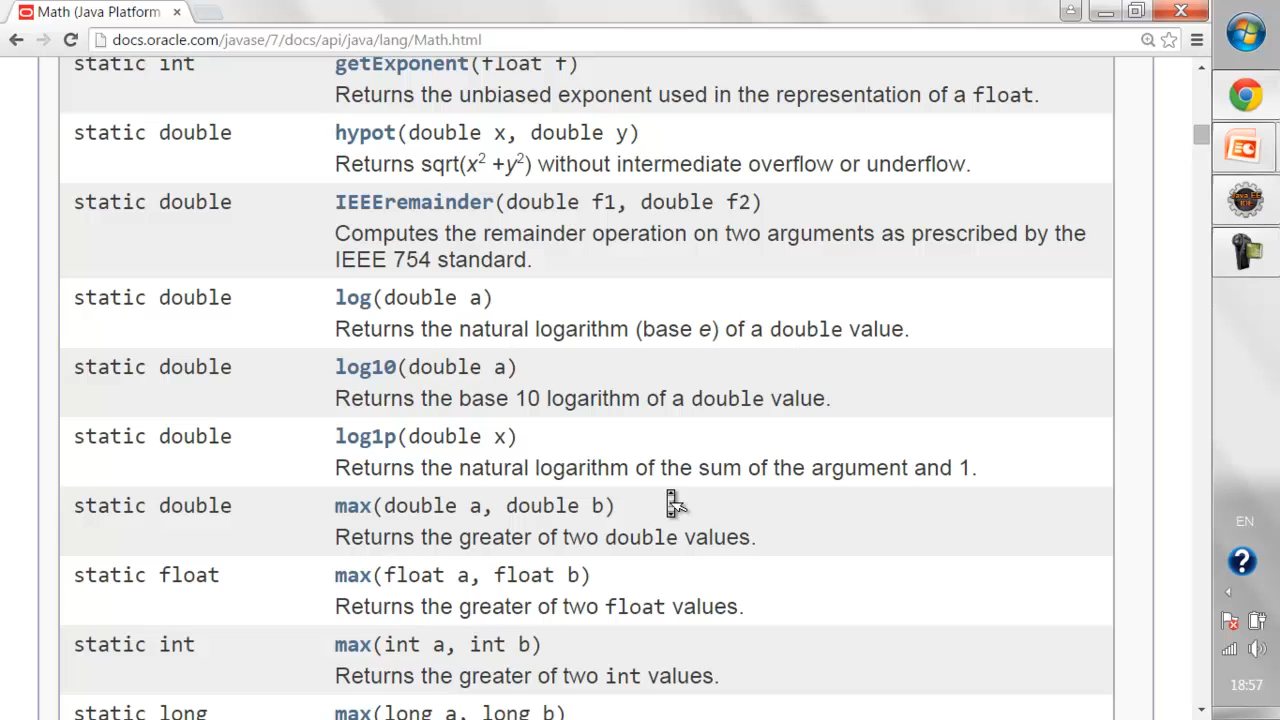 Math (Java Platform
docs.oracle.com/javase/7/docs/api/java/lang/Math.html
static int getExponent(float f)
Returns the unbiased exponent used in the representation of a float.
static double hypot(double x, double y)
Returns sqrt(x2 +y2) without intermediate overflow or underflow.
static double IEEEremainder(double f1, double f2)
Computes the remainder operation on two arguments as prescribed by the
IEEE 754 standard.
static double log(double a)
Returns the natural logarithm (base e) of a double value.
static double log10(double a)
Returns the base 10 logarithm of a double value.
static double log1p(double x)
Returns the natural logarithm of the sum of the argument and 1.
static double max(double a, double b)
Returns the greater of two double values.
static float max(float a, float b)
Returns the greater of two float values.
static int max(int a, int b)
Returns the greater of two int values.
static long max(long a, long b)
Java EE
IDE
EN
18:57